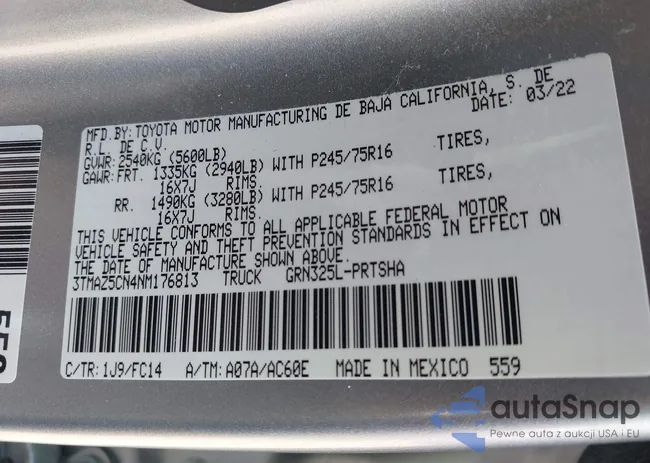 MFD.BY: TOYOTA MOTOR MANUFACTURING DE BAJA CALIFORNIA, S. DE
R.L. DE C.V. DATE: 03/22
GVWR: 2540KG (5600LB)
GAWR: FRT. 1335KG (2940LB) WITH P245/75R16 TIRES,
16X7J RIMS.
RR. 1490KG (3280LB) WITH P245/75R16 TIRES,
16X7J RIMS.
THIS VEHICLE CONFORMS TO ALL APPLICABLE FEDERAL MOTOR
VEHICLE SAFETY AND THEFT PREVENTION STANDARDS IN EFFECT ON
THE DATE OF MANUFACTURE SHOWN ABOVE.
3TMAZ5CN4NM176813 TRUCK GRN325L-PRTSHA
C/TR: 1J9/FC14 A/TM: A07A/AC60E MADE IN MEXICO 559
autaSnap
Pewne auta z aukcji USA i EU